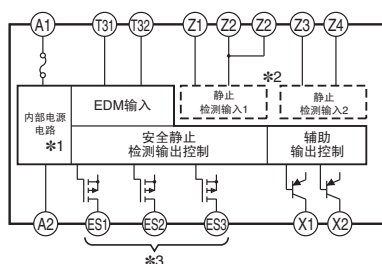 A1 T31 T32 Z1 Z2 Z2 Z3 Z4
*2
内部电源
电路
*1
EDM输入
静止
检测输入1
静止
检测输入2
安全静止
检测输出控制
辅助
输出控制
A2 ES1 ES2 ES3 X1 X2
*3